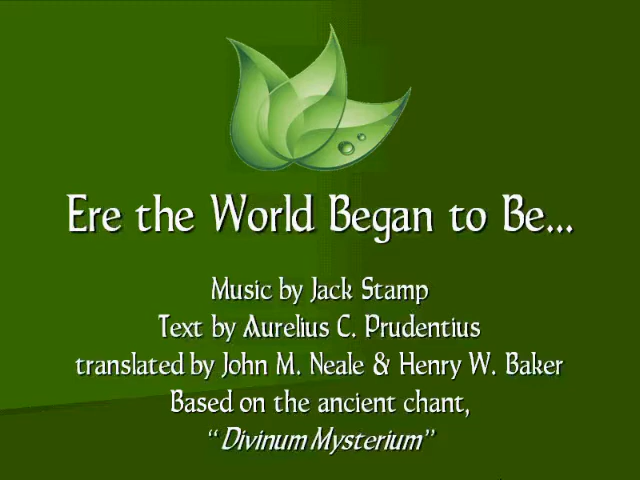 Ere the World Began to Be...
Music by Jack Stamp
Text by Aurelius C. Prudentius
translated by John M. Neale & Henry W. Baker
Based on the ancient chant,
“Divinum Mysterium”